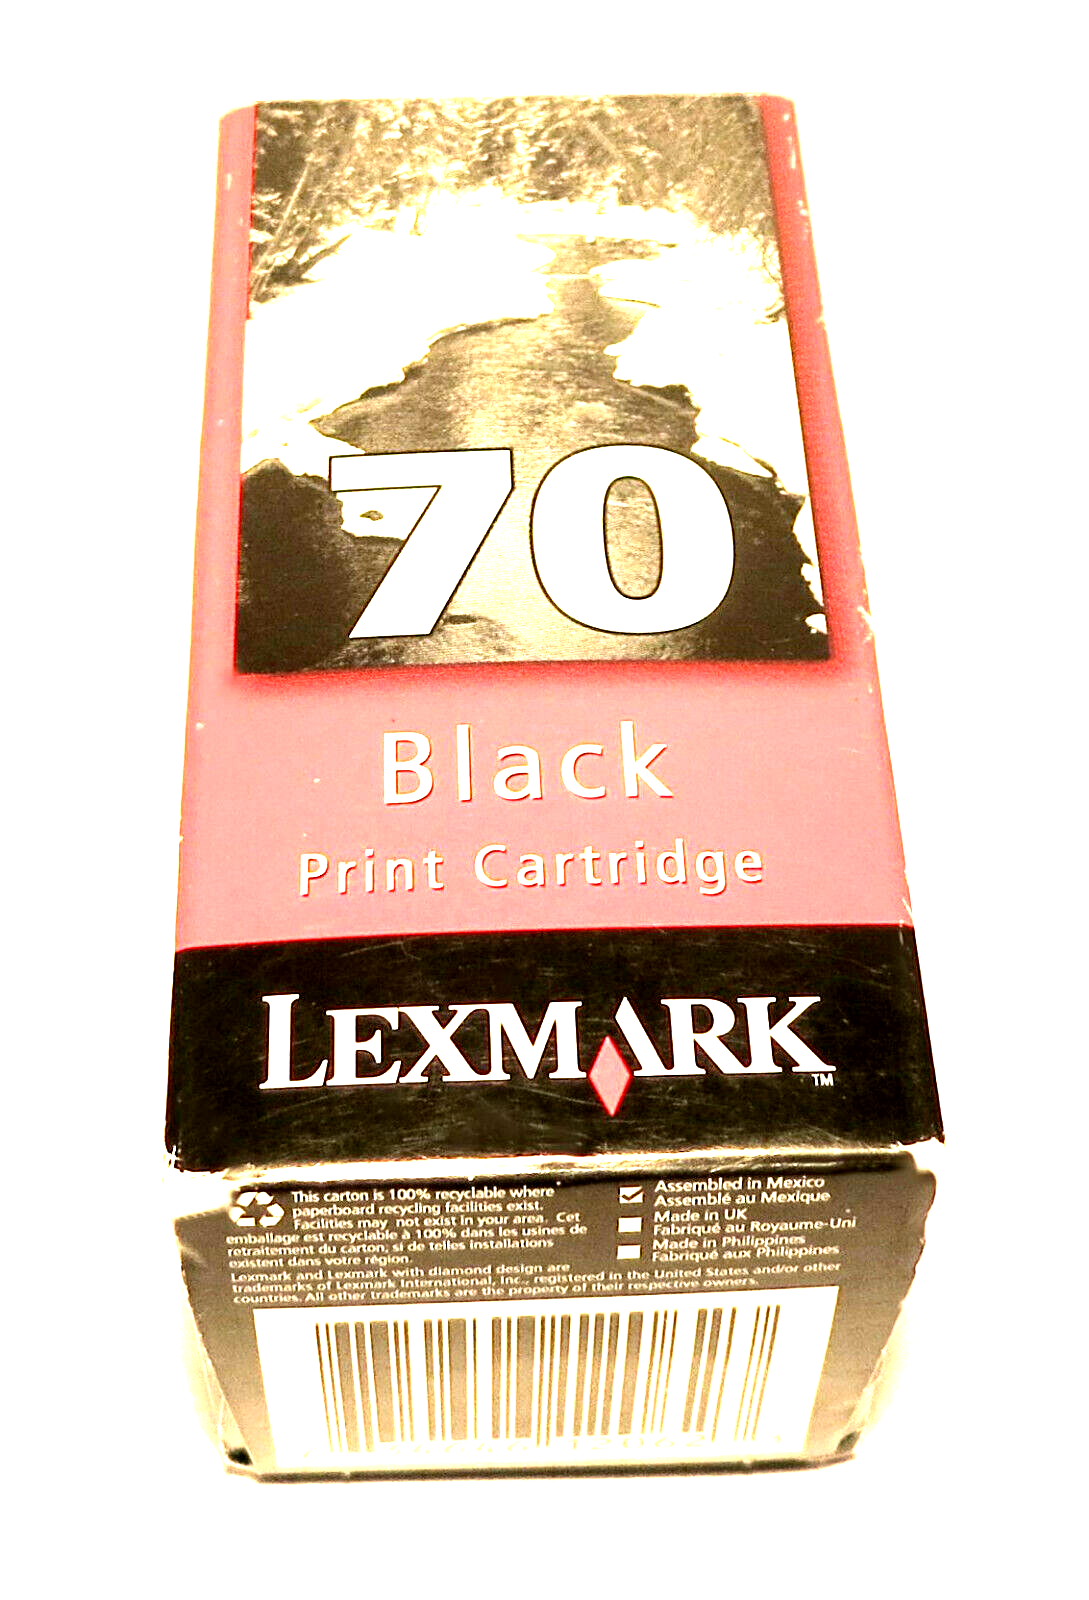 70
Black
Print Cartridge
LEXMARK™
This carton is 100% recyclable where
paperboard recycling facilities exist.
Facilities may not exist in your area. Cet
emballage est recyclable à 100% dans les usines de
retraitement du carton, si de telles installations
existent dans votre région.
Lexmark and Lexmark with diamond design are
trademarks of Lexmark International, Inc., registered in the United States and/or other
countries. All other trademarks are the property of their respective owners.
Assembled in Mexico
Assemblé au Mexique
Made in UK
Fabriqué au Royaume-Uni
Made in Philippines
Fabriqué aux Philippines